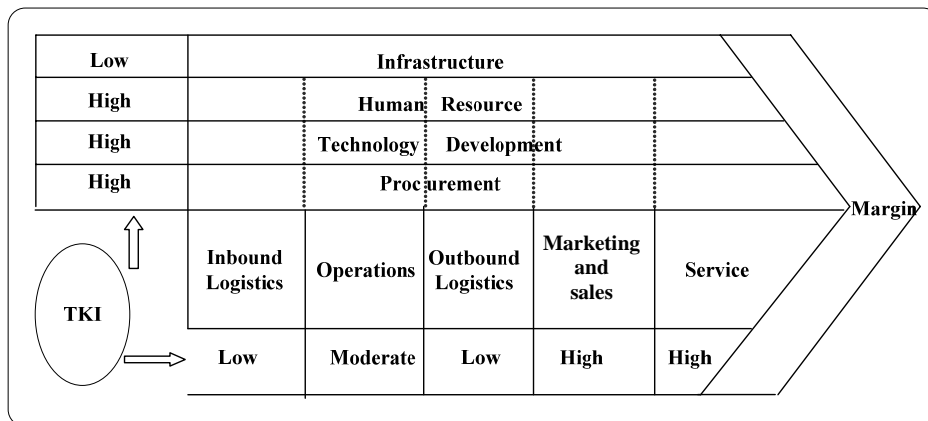 Low Infrastructure
High Human Resource
High Technology Development
High Procurement
Margin
Inbound
Logistics
Operations
Outbound
Logistics
Marketing
and
sales
Service
TKI
Low Moderate Low High High